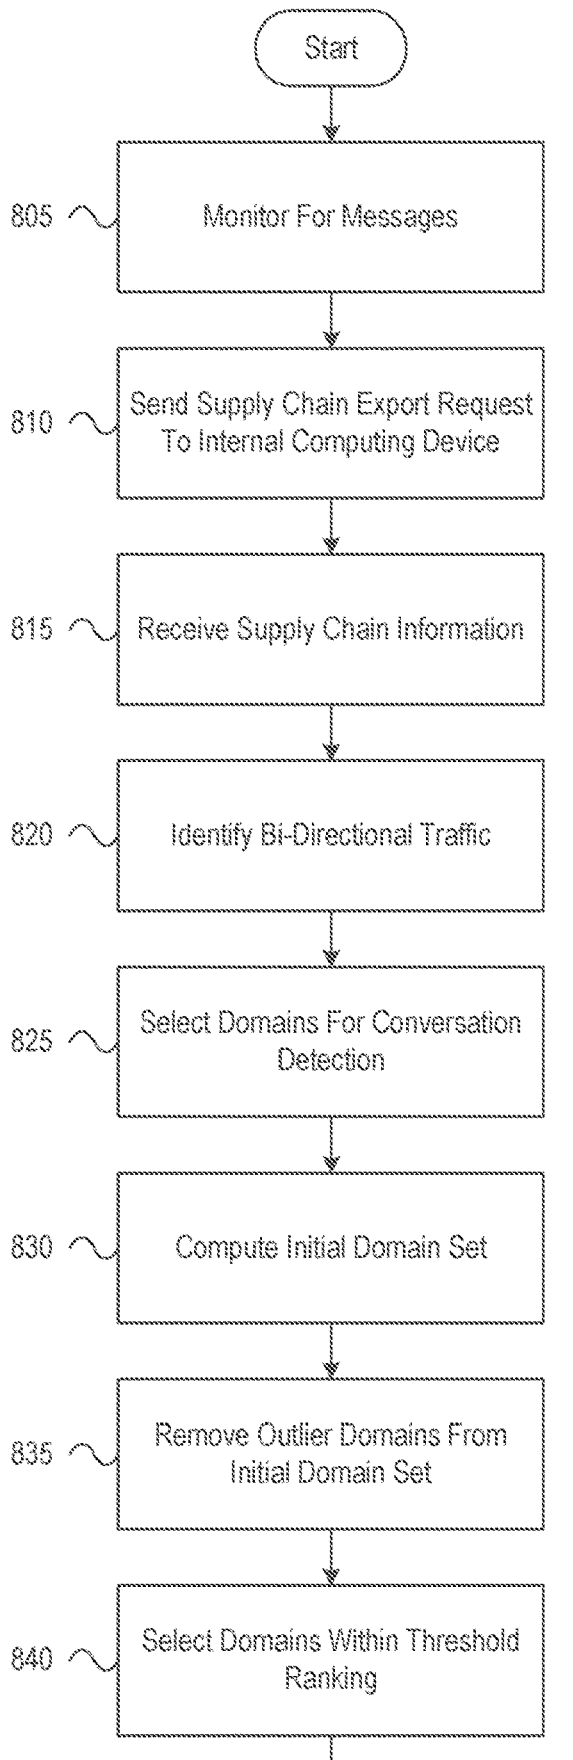 Start
805
Monitor For Messages
810
Send Supply Chain Export Request
To Internal Computing Device
815
Receive Supply Chain Information
820
Identify Bi-Directional Traffic
825
Select Domains For Conversation
Detection
830
Compute Initial Domain Set
835
Remove Outlier Domains From
Initial Domain Set
840
Select Domains Within Threshold
Ranking